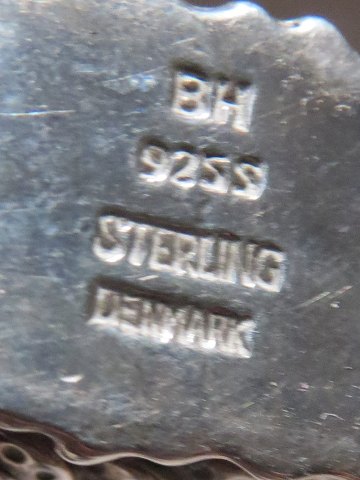 BH
925S
STERLING
DENMARK